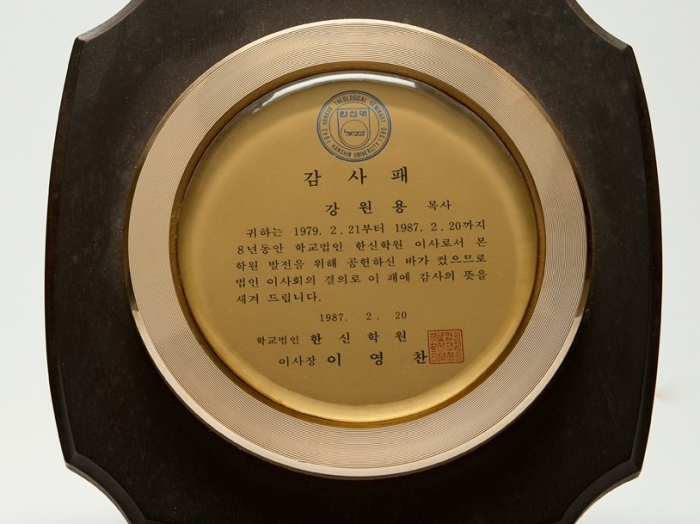 한신대
감 사 패
강 원 용 목사
귀하는 1979. 2. 21부터 1987. 2. 20까지
8년동안 학교법인 한신학원 이사로서 본
학원 발전을 위해 공헌하신 바가 컸으므로
법인 이사회의 결의로 이 패에 감사의 뜻을
새겨 드립니다.
1987. 2. 20
학교법인 한 신 학 원
이사장 이 영 찬